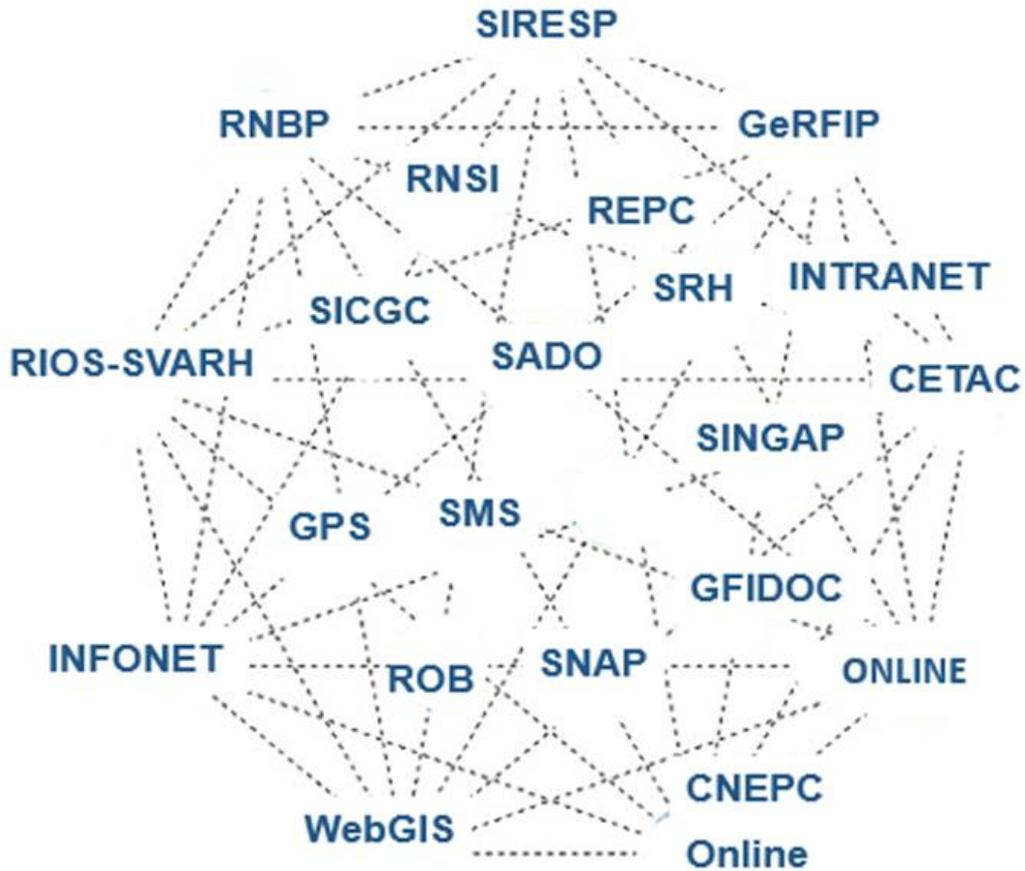 SIRESP
RNBP
GeRFIP
RNSI
REPC
SRH
INTRANET
SICGC
RIOS-SVARH
SADO
CETAC
SINGAP
GPS
SMS
GFIDOC
INFONET
ROB
SNAP
ONLINE
CNEPC
WebGIS
Online